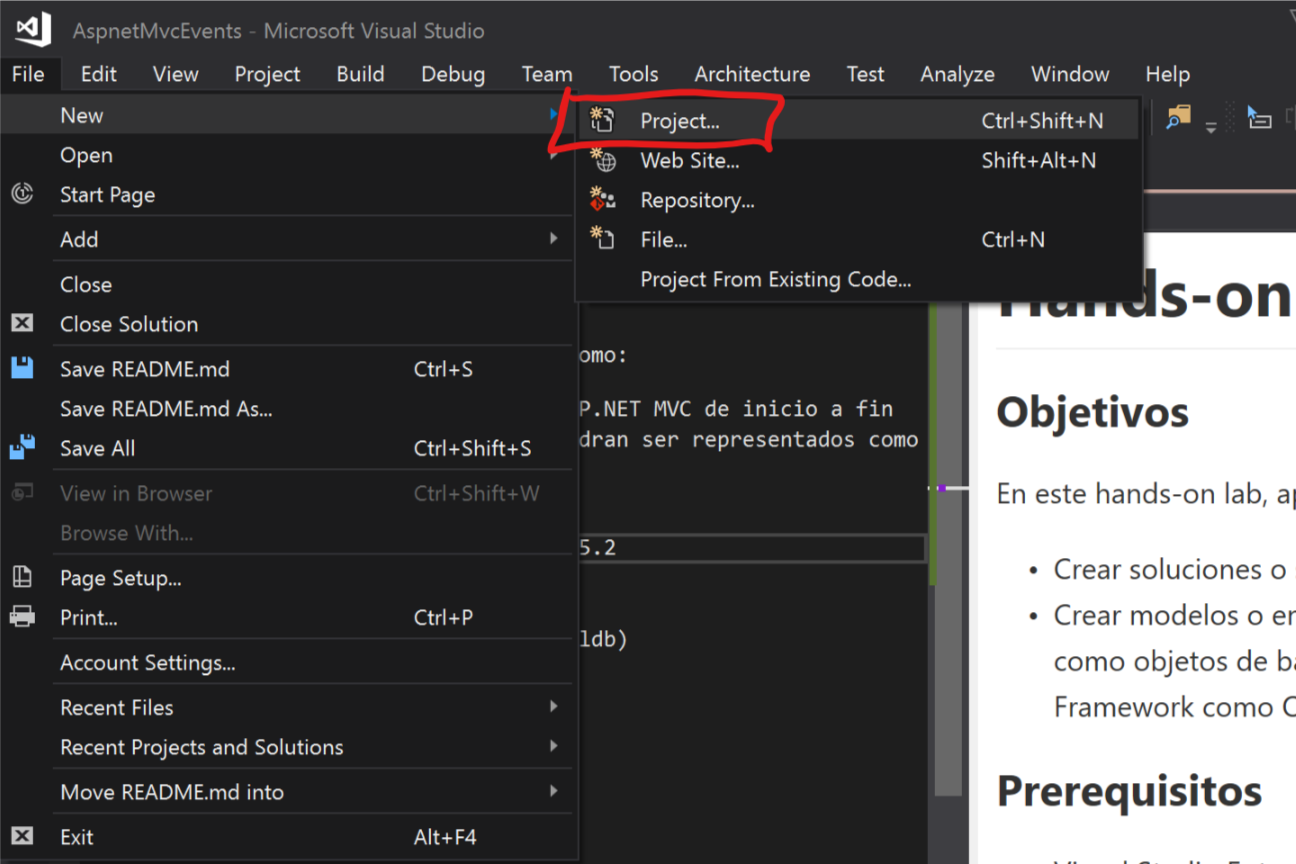 AspnetMvcEvents - Microsoft Visual Studio
File Edit View Project Build Debug Team Tools Architecture Test Analyze Window Help
New
Open
Start Page
Add
Close
Close Solution
Save README.md Ctrl+S
Save README.md As...
Save All Ctrl+Shift+S
View in Browser Ctrl+Shift+W
Browse With...
Page Setup...
Print... Ctrl+P
Account Settings...
Recent Files
Recent Projects and Solutions
Move README.md into
Exit Alt+F4
Project... Ctrl+Shift+N
Web Site... Shift+Alt+N
Repository...
File... Ctrl+N
Project From Existing Code...
omo:
P.NET MVC de inicio a fin
dran ser representados como
5.2
ldb)
Hands-on
Objetivos
En este hands-on lab, ap
• Crear soluciones o
• Crear modelos o en
como objetos de ba
Framework como C
Prerequisitos